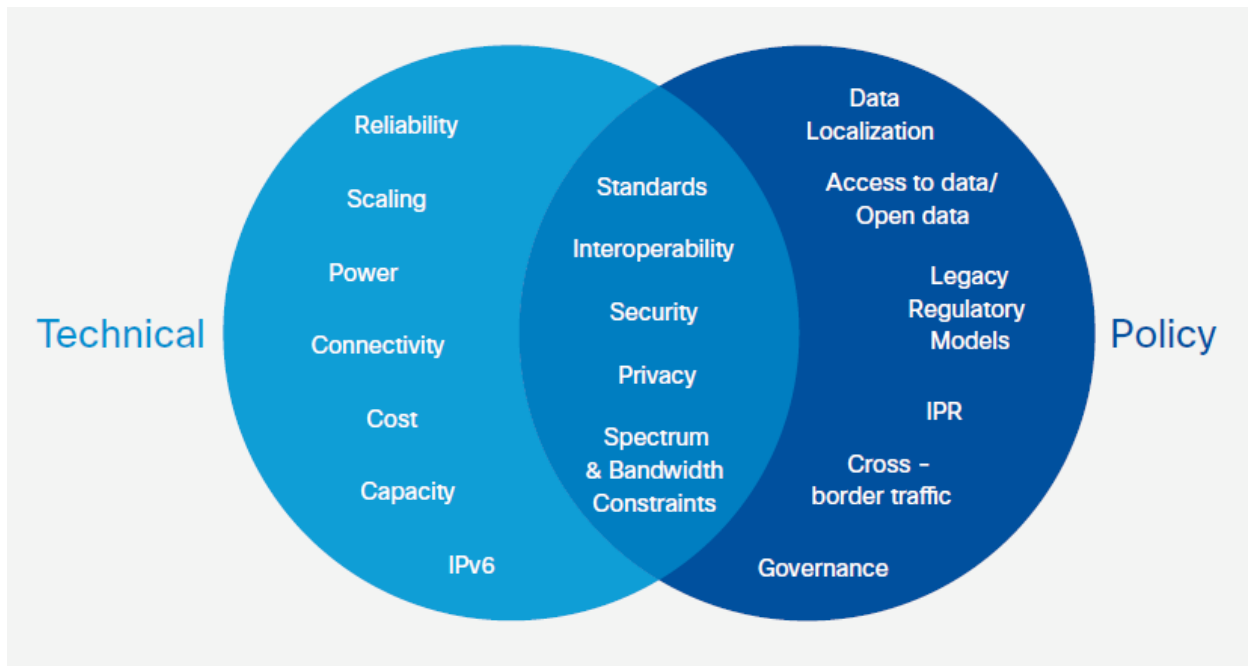 Technical
Reliability
Scaling
Power
Connectivity
Cost
Capacity
IPv6
Standards
Interoperability
Security
Privacy
Spectrum
& Bandwidth
Constraints
Data
Localization
Access to data/
Open data
Legacy
Regulatory
Models
IPR
Cross –
border traffic
Governance
Policy